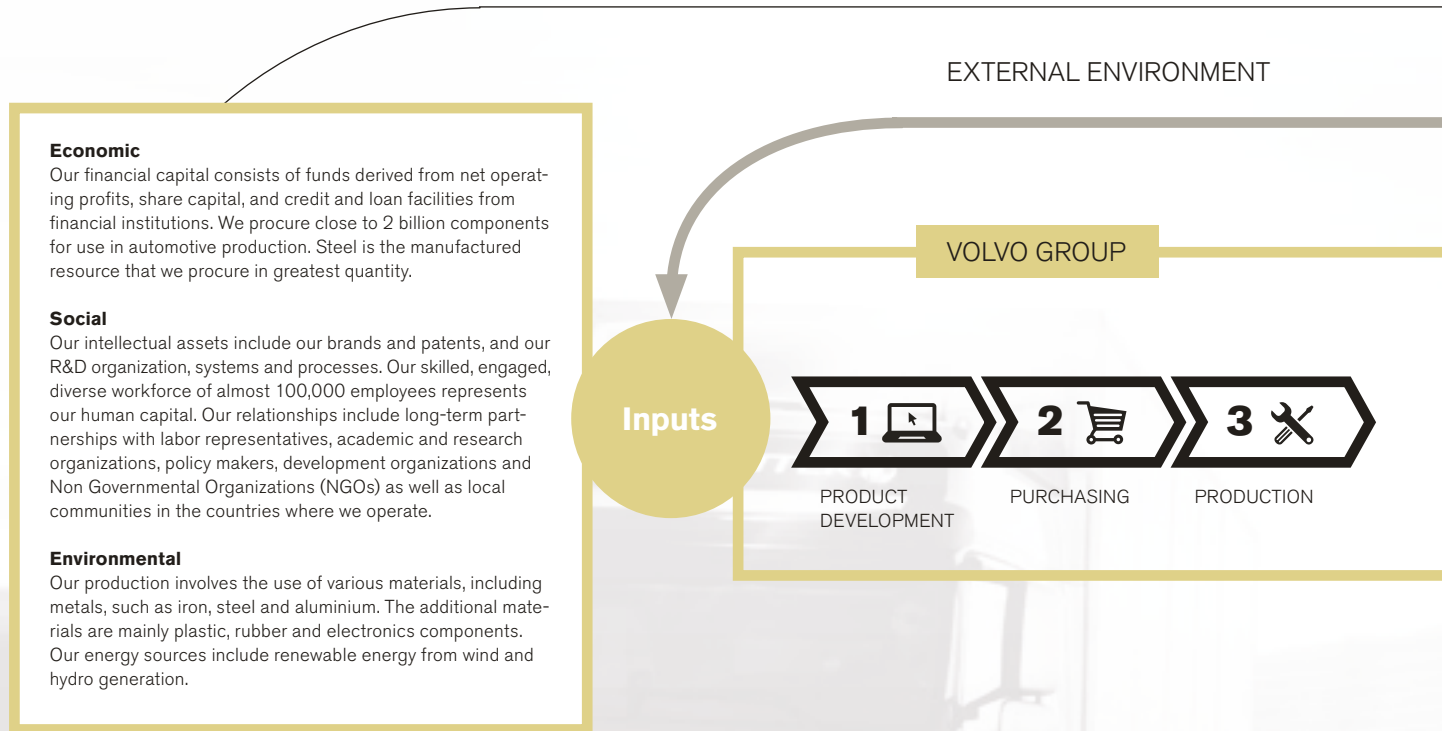 EXTERNAL ENVIRONMENT
Economic
Our financial capital consists of funds derived from net operat-
ing profits, share capital, and credit and loan facilities from
financial institutions. We procure close to 2 billion components
for use in automotive production. Steel is the manufactured
resource that we procure in greatest quantity.
Social
Our intellectual assets include our brands and patents, and our
R&D organization, systems and processes. Our skilled, engaged,
diverse workforce of almost 100,000 employees represents
our human capital. Our relationships include long-term part-
nerships with labor representatives, academic and research
organizations, policy makers, development organizations and
Non Governmental Organizations (NGOs) as well as local
communities in the countries where we operate.
Environmental
Our production involves the use of various materials, including
metals, such as iron, steel and aluminium. The additional mate-
rials are mainly plastic, rubber and electronics components.
Our energy sources include renewable energy from wind and
hydro generation.
Inputs
VOLVO GROUP
1
PRODUCT
DEVELOPMENT
2
PURCHASING
3
PRODUCTION